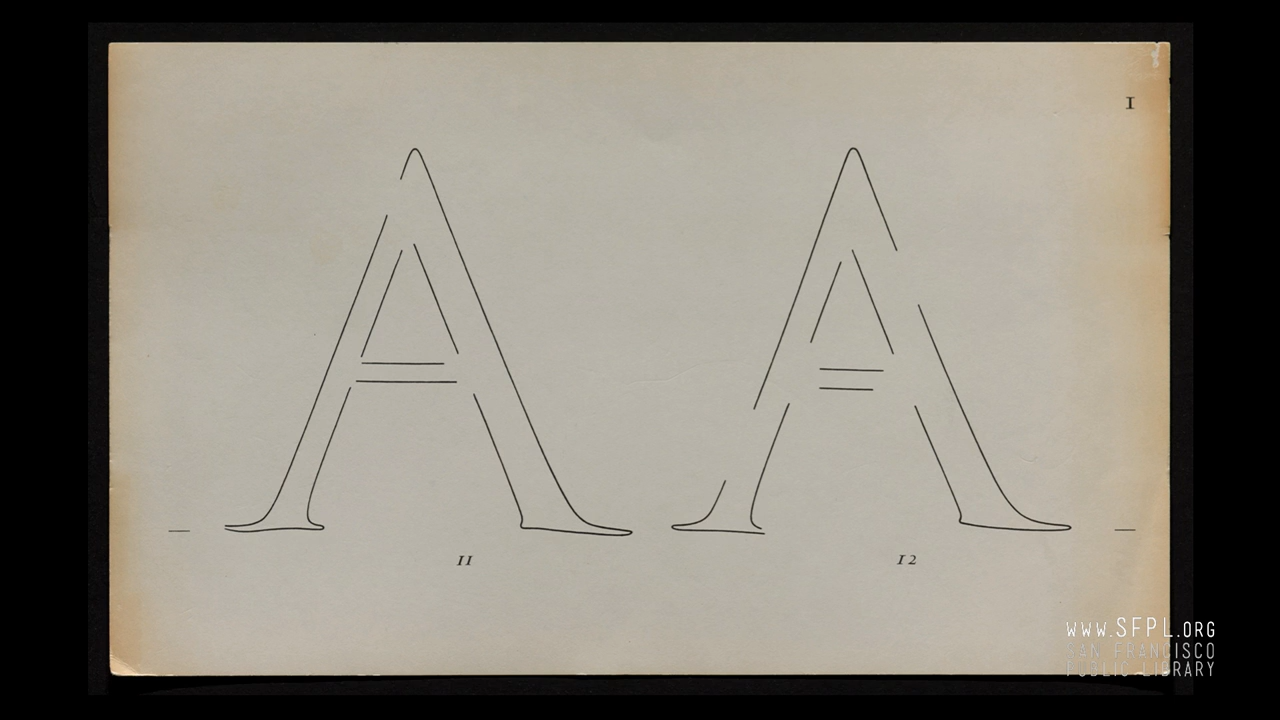 I
A A
11 12
www.SFPL.ORG
SAN FRANCISCO
PUBLIC LIBRARY